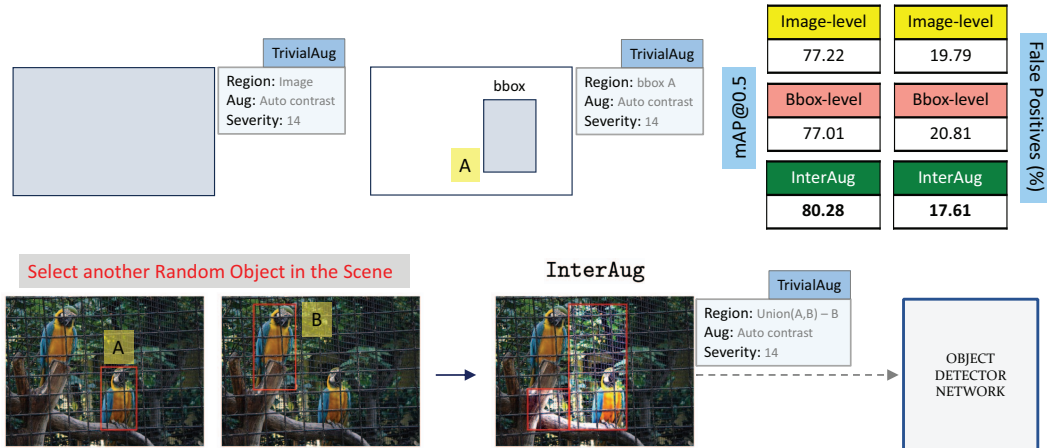 TrivialAug
Region: Image
Aug: Auto contrast
Severity: 14
bbox
A
TrivialAug
Region: bbox A
Aug: Auto contrast
Severity: 14
mAP@0.5
Image-level
77.22
Bbox-level
77.01
InterAug
80.28
Image-level
19.79
Bbox-level
20.81
InterAug
17.61
False Positives (%)
Select another Random Object in the Scene
A
B
InterAug
TrivialAug
Region: Union(A,B) – B
Aug: Auto contrast
Severity: 14
OBJECT
DETECTOR
NETWORK